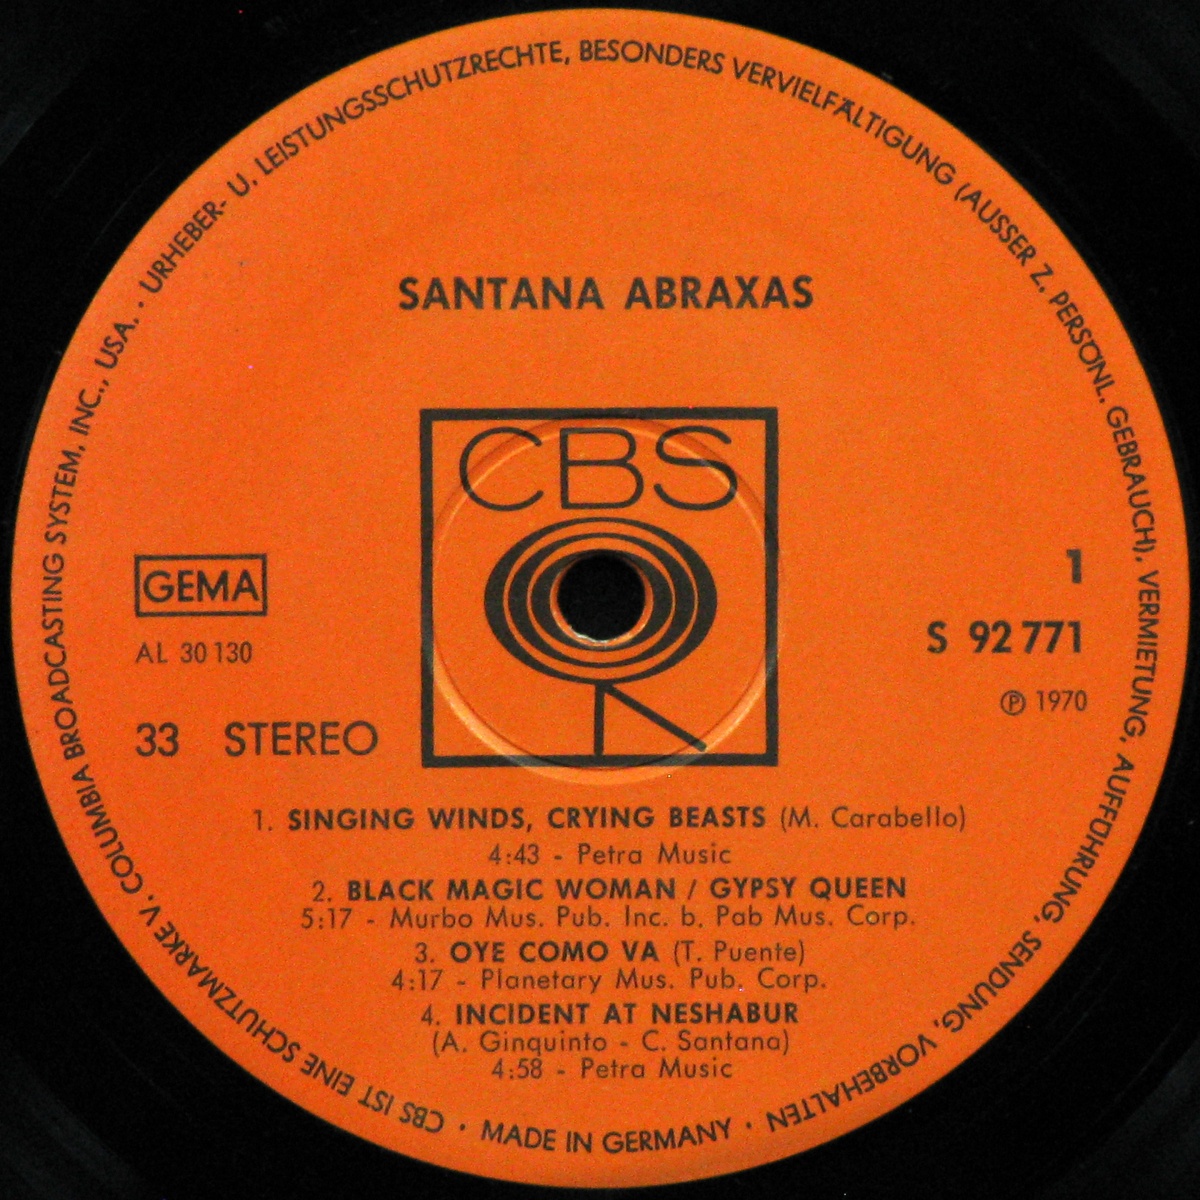 CBS IST EINE SCHUTZMARKE V. COLUMBIA BROADCASTING SYSTEM, INC., USA. · URHEBER- U. LEISTUNGSSCHUTZRECHTE, BESONDERS VERVIELFÄLTIGUNG (AUSSER Z. PERSÖNL. GEBRAUCH), VERMIETUNG, AUFFÜHRUNG, SENDUNG, VORBEHALTEN · MADE IN GERMANY ·
SANTANA ABRAXAS
CBS
GEMA
AL 30 130
33 STEREO
1
S 92 771
℗ 1970
1. SINGING WINDS, CRYING BEASTS (M. Carabello)
4:43 - Petra Music
2. BLACK MAGIC WOMAN / GYPSY QUEEN
5:17 - Murbo Mus. Pub. Inc. b. Pab Mus. Corp.
3. OYE COMO VA (T. Puente)
4:17 - Planetary Mus. Pub. Corp.
4. INCIDENT AT NESHABUR
(A. Ginquinto - C. Santana)
4:58 - Petra Music